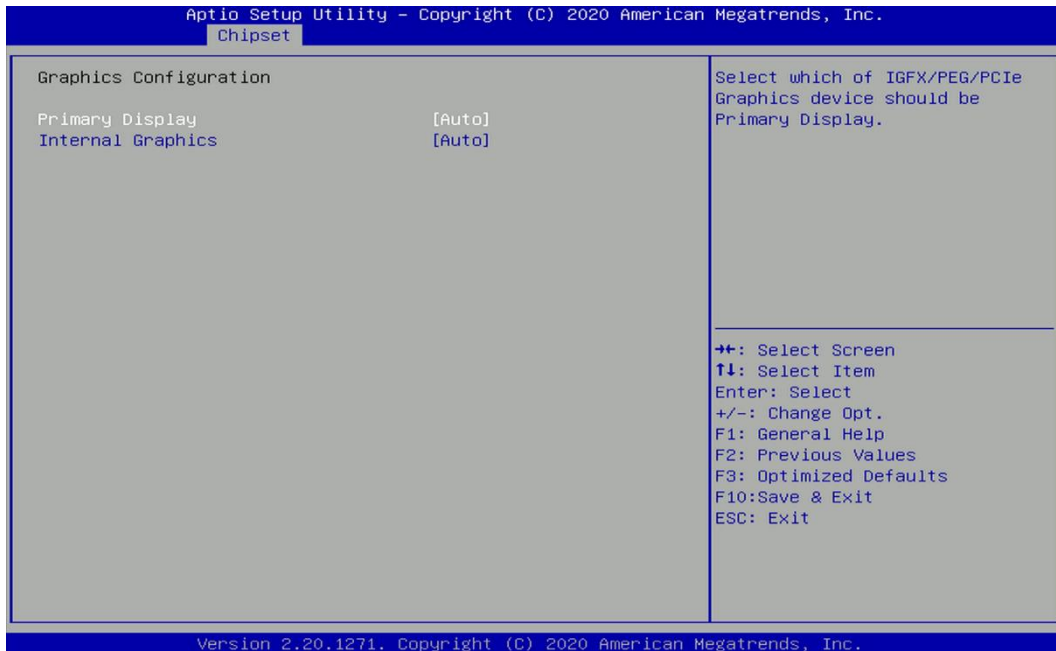 Aptio Setup Utility – Copyright (C) 2020 American Megatrends, Inc.
Chipset
Graphics Configuration
Primary Display [Auto]
Internal Graphics [Auto]
Select which of IGFX/PEG/PCIe
Graphics device should be
Primary Display.
→←: Select Screen
↑↓: Select Item
Enter: Select
+/-: Change Opt.
F1: General Help
F2: Previous Values
F3: Optimized Defaults
F10:Save & Exit
ESC: Exit
Version 2.20.1271. Copyright (C) 2020 American Megatrends, Inc.